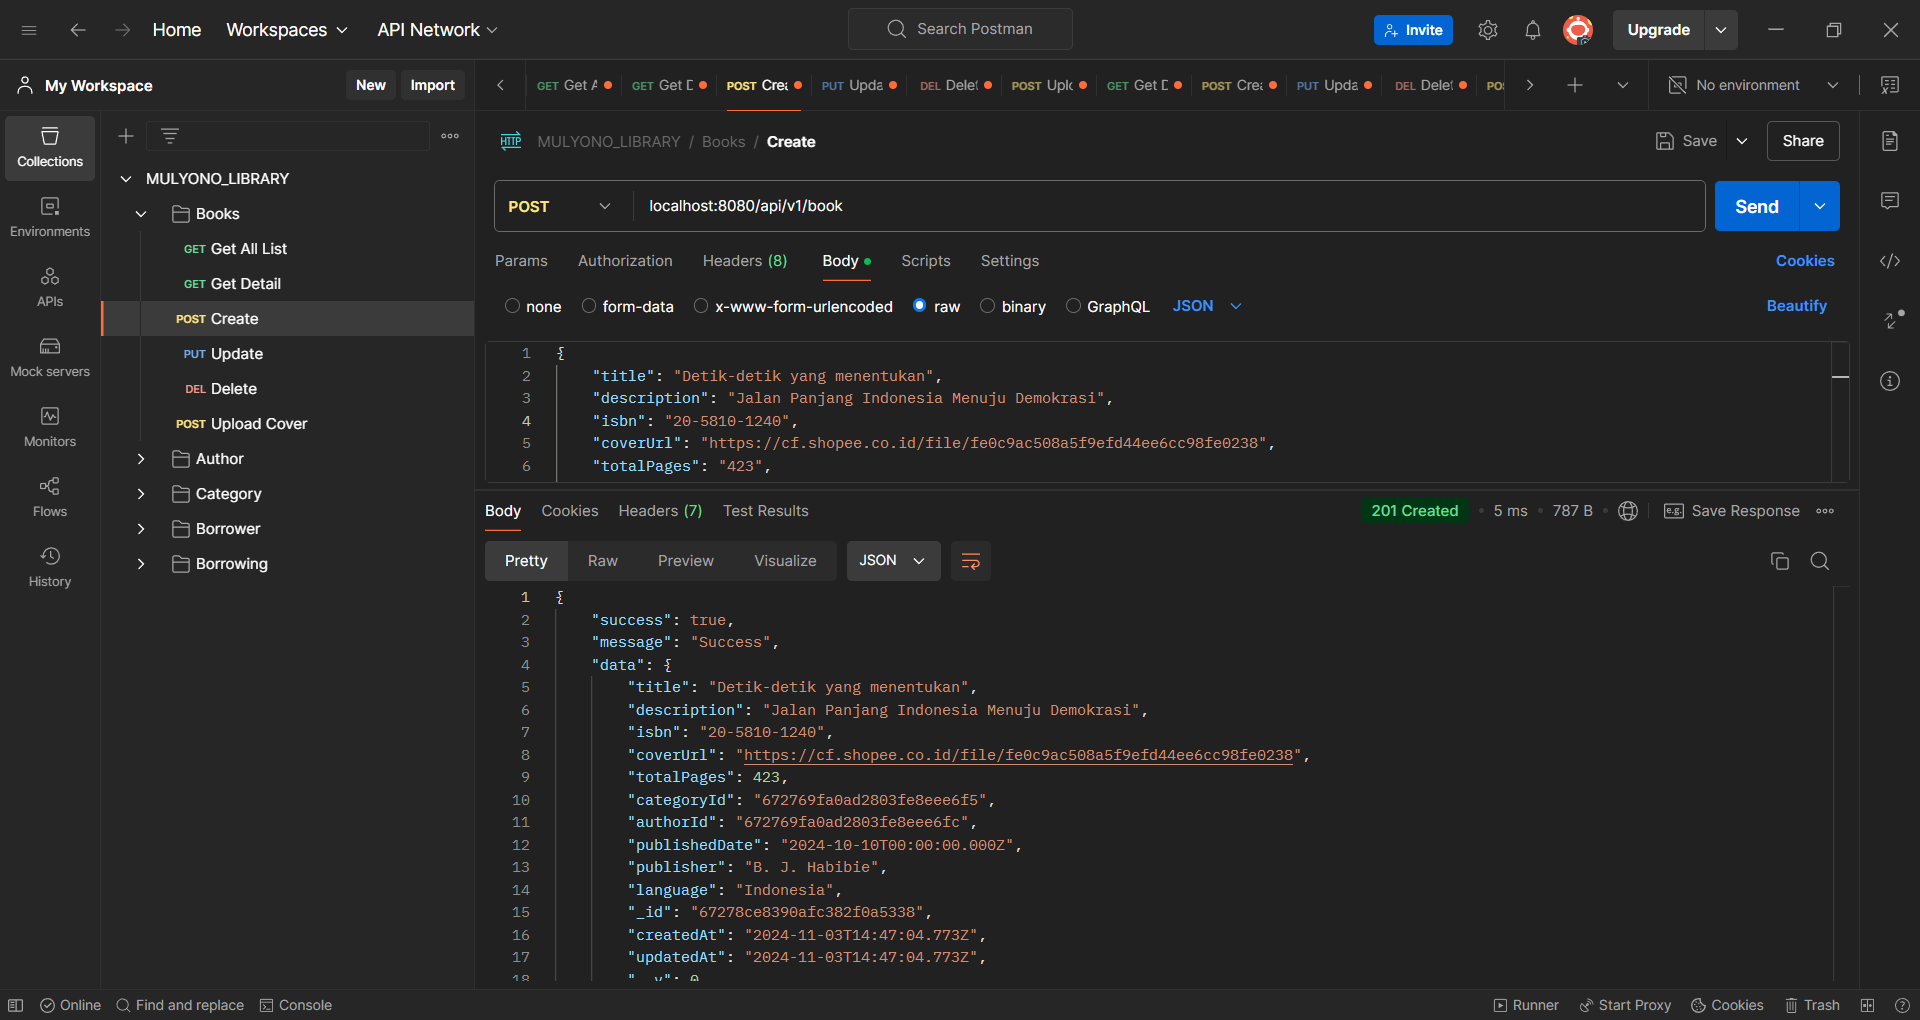 Home Workspaces API Network Search Postman Invite Upgrade
My Workspace New Import
GET Get A GET Get D POST Crea PUT Upda DEL Delet POST Uplo GET Get D POST Crea PUT Upda DEL Delet PO No environment
Collections
Environments
APIs
Mock servers
Monitors
Flows
History
MULYONO_LIBRARY
Books
GET Get All List
GET Get Detail
POST Create
PUT Update
DEL Delete
POST Upload Cover
Author
Category
Borrower
Borrowing
HTTP MULYONO_LIBRARY / Books / Create Save Share
POST localhost:8080/api/v1/book Send
Params Authorization Headers (8) Body Scripts Settings Cookies
none form-data x-www-form-urlencoded raw binary GraphQL JSON Beautify
1 {
2 "title": "Detik-detik yang menentukan",
3 "description": "Jalan Panjang Indonesia Menuju Demokrasi",
4 "isbn": "20-5810-1240",
5 "coverUrl": "https://cf.shopee.co.id/file/fe0c9ac508a5f9efd44ee6cc98fe0238",
6 "totalPages": "423",
Body Cookies Headers (7) Test Results 201 Created 5 ms 787 B e.g. Save Response
Pretty Raw Preview Visualize JSON
1 {
2 "success": true,
3 "message": "Success",
4 "data": {
5 "title": "Detik-detik yang menentukan",
6 "description": "Jalan Panjang Indonesia Menuju Demokrasi",
7 "isbn": "20-5810-1240",
8 "coverUrl": "https://cf.shopee.co.id/file/fe0c9ac508a5f9efd44ee6cc98fe0238",
9 "totalPages": 423,
10 "categoryId": "672769fa0ad2803fe8eee6f5",
11 "authorId": "672769fa0ad2803fe8eee6fc",
12 "publishedDate": "2024-10-10T00:00:00.000Z",
13 "publisher": "B. J. Habibie",
14 "language": "Indonesia",
15 "_id": "67278ce8390afc382f0a5338",
16 "createdAt": "2024-11-03T14:47:04.773Z",
17 "updatedAt": "2024-11-03T14:47:04.773Z",
18 "__v": 0
Online Find and replace Console Runner Start Proxy Cookies Trash